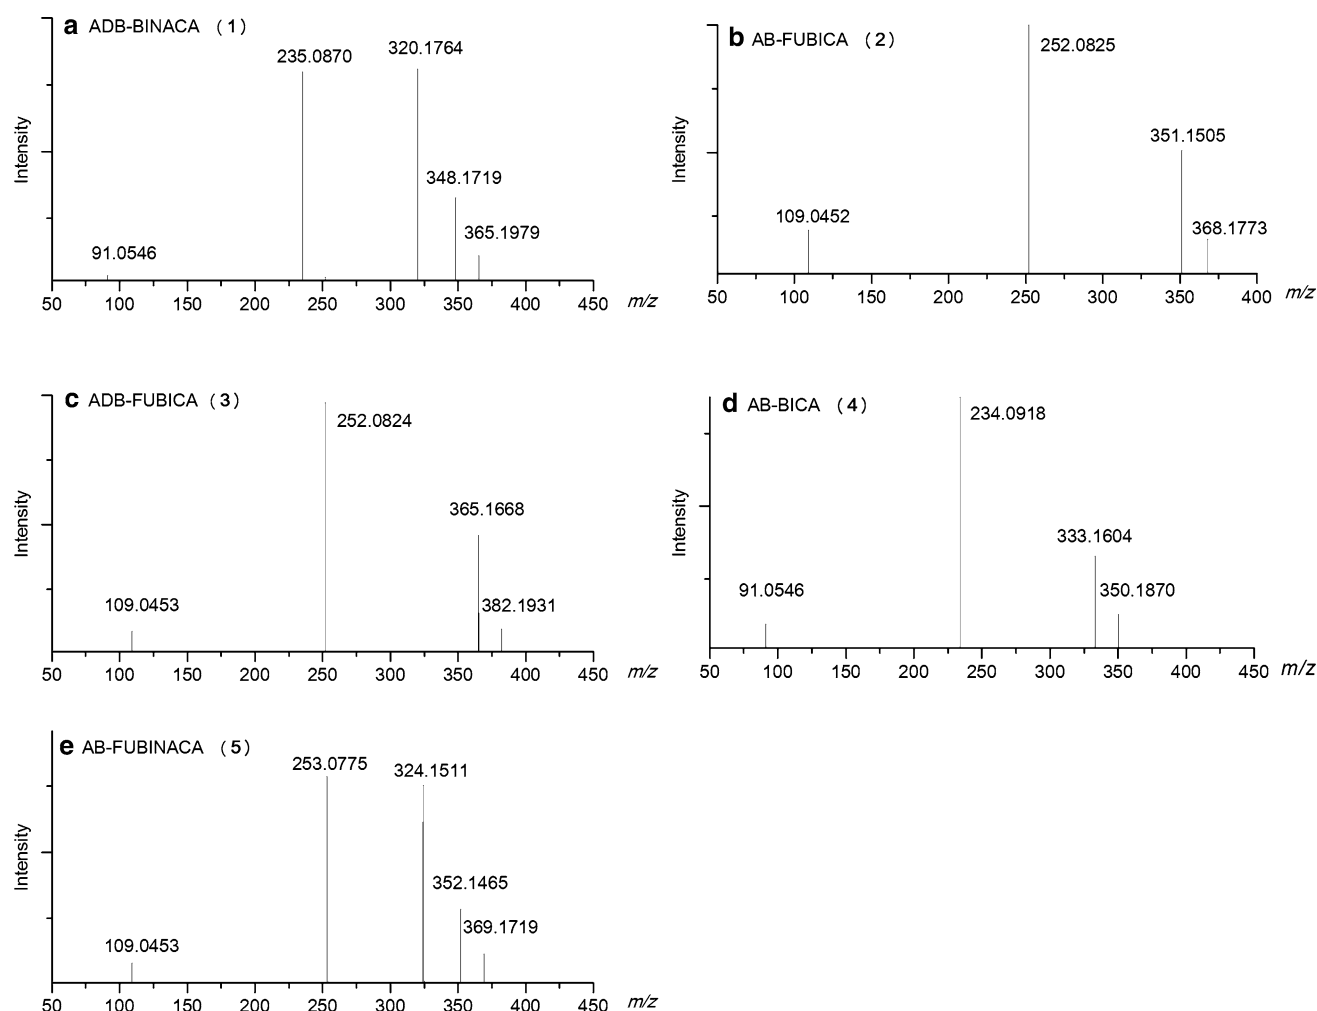 a ADB-BINACA (1)
235.0870
320.1764
348.1719
365.1979
91.0546
Intensity
50 100 150 200 250 300 350 400 450 m/z
b AB-FUBICA (2)
252.0825
351.1505
368.1773
109.0452
Intensity
50 100 150 200 250 300 350 400 m/z
c ADB-FUBICA (3)
252.0824
365.1668
382.1931
109.0453
Intensity
50 100 150 200 250 300 350 400 450 m/z
d AB-BICA (4)
234.0918
333.1604
350.1870
91.0546
Intensity
50 100 150 200 250 300 350 400 450 m/z
e AB-FUBINACA (5)
253.0775
324.1511
352.1465
369.1719
109.0453
Intensity
50 100 150 200 250 300 350 400 450 m/z